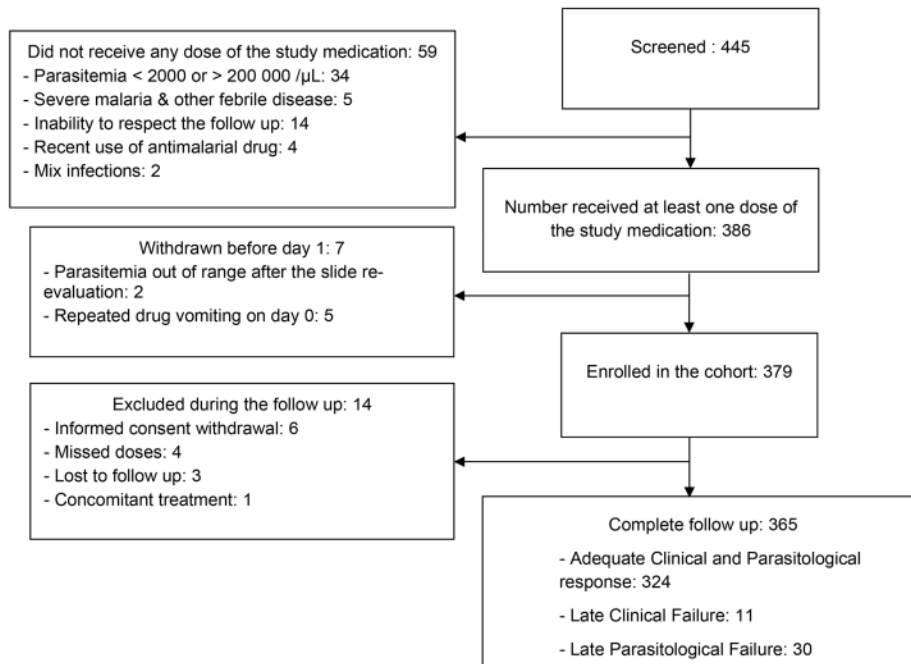 Screened : 445
Did not receive any dose of the study medication: 59
- Parasitemia < 2000 or > 200 000 /µL: 34
- Severe malaria & other febrile disease: 5
- Inability to respect the follow up: 14
- Recent use of antimalarial drug: 4
- Mix infections: 2
Number received at least one dose of
the study medication: 386
Withdrawn before day 1: 7
- Parasitemia out of range after the slide re-
evaluation: 2
- Repeated drug vomiting on day 0: 5
Enrolled in the cohort: 379
Excluded during the follow up: 14
- Informed consent withdrawal: 6
- Missed doses: 4
- Lost to follow up: 3
- Concomitant treatment: 1
Complete follow up: 365
- Adequate Clinical and Parasitological
response: 324
- Late Clinical Failure: 11
- Late Parasitological Failure: 30